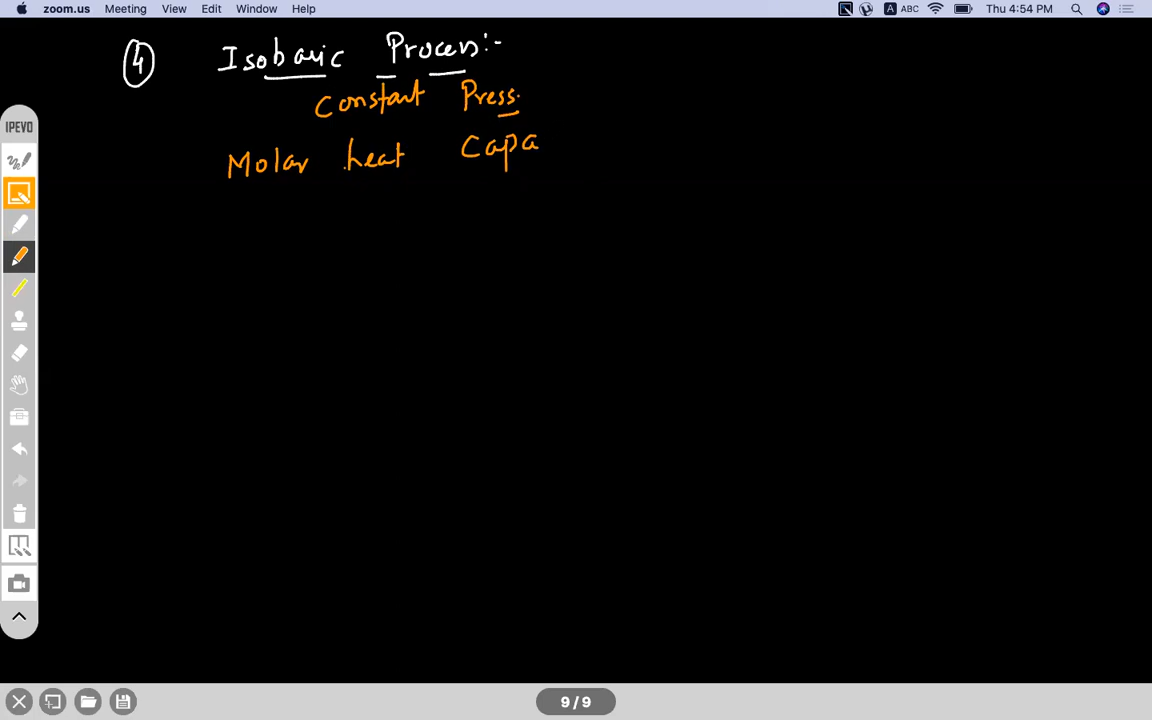 zoom.us Meeting View Edit Window Help A ABC Thu 4:54 PM
④ Isobaric Process:-
Constant Press.
IPEVO
Molar heat Capa
9 / 9